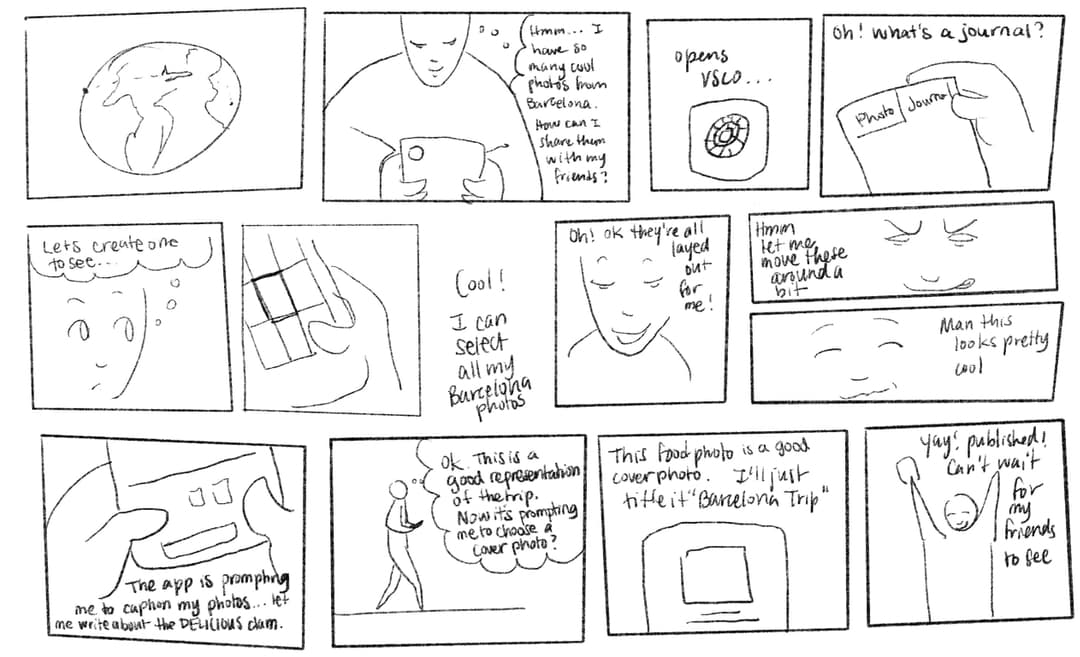 Hmm... I
have so
many cool
photos from
Barcelona.
How can I
share them
with my
friends?
opens
VSCO...
Oh! What's a journal?
Photo
Journal
Lets create one
to see...
Cool!
I can
select
all my
Barcelona
photos
Oh! Ok they're all
layed
out
for
me!
Hmm
let me
move these
around a
bit
Man this
looks pretty
cool
The app is prompting
me to caption my photos... let
me write about the DELICIOUS clam.
Ok. This is a
good representation
of the trip.
Now it's prompting
me to choose a
cover photo?
This food photo is a good
cover photo. I'll just
title it "Barcelona Trip"
Yay! published!
Can't wait
for
my
friends
to see